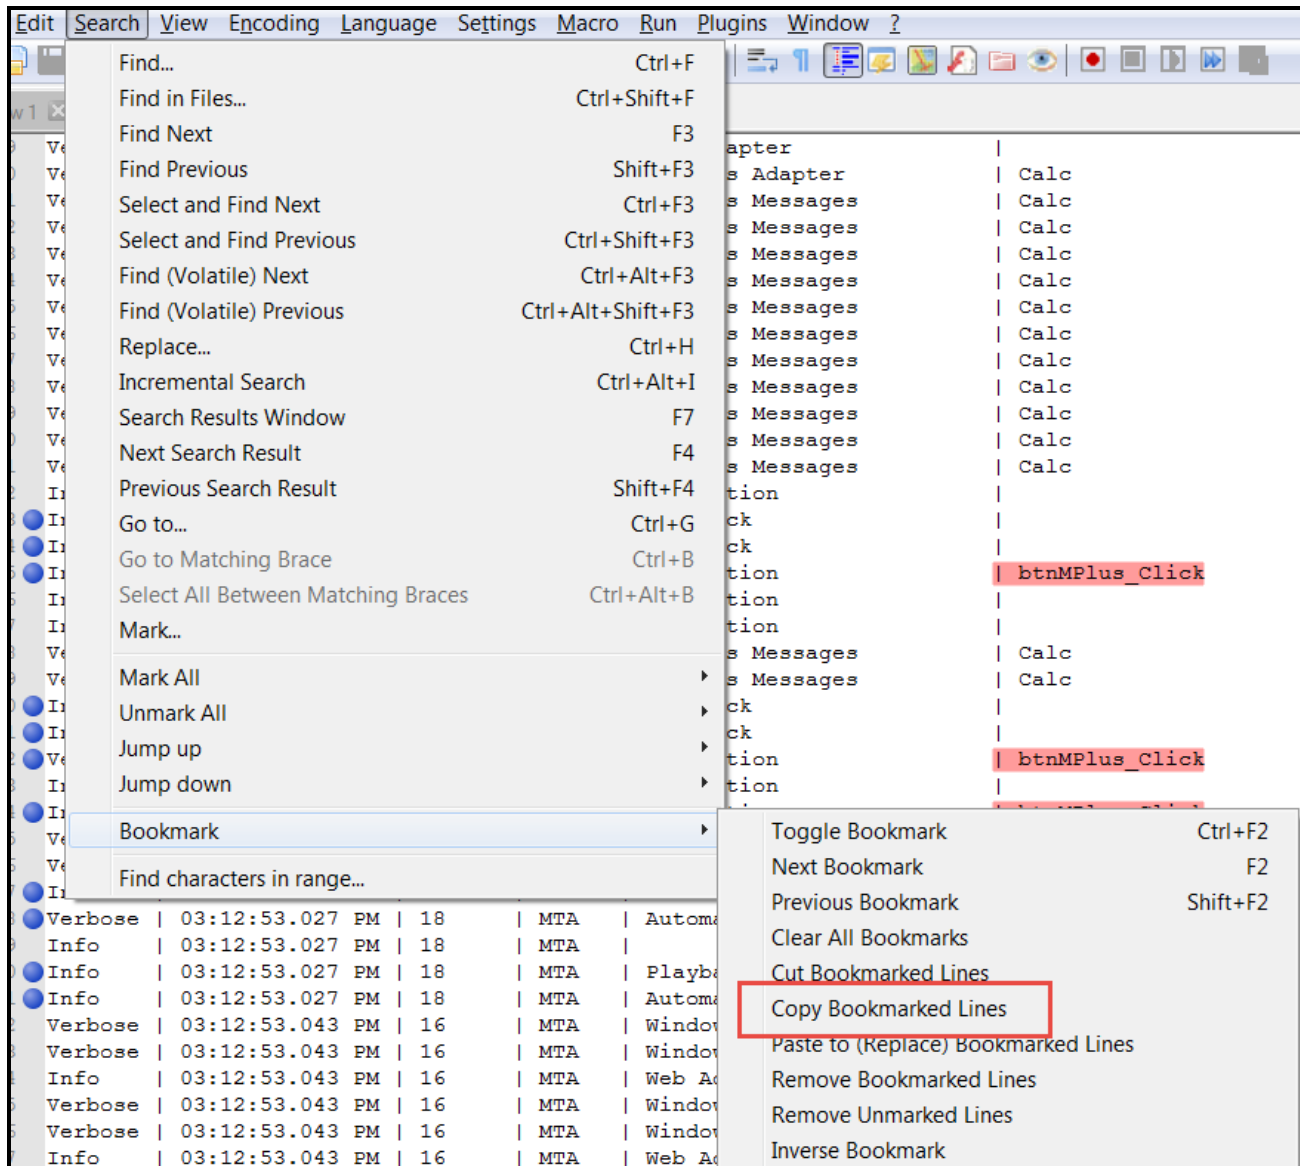 Edit Search View Encoding Language Settings Macro Run Plugins Window ?
w 1
Find... Ctrl+F
Find in Files... Ctrl+Shift+F
Find Next F3
Find Previous Shift+F3
Select and Find Next Ctrl+F3
Select and Find Previous Ctrl+Shift+F3
Find (Volatile) Next Ctrl+Alt+F3
Find (Volatile) Previous Ctrl+Alt+Shift+F3
Replace... Ctrl+H
Incremental Search Ctrl+Alt+I
Search Results Window F7
Next Search Result F4
Previous Search Result Shift+F4
Go to... Ctrl+G
Go to Matching Brace Ctrl+B
Select All Between Matching Braces Ctrl+Alt+B
Mark...
Mark All
Unmark All
Jump up
Jump down
Bookmark
Find characters in range...
apter |
s Adapter | Calc
s Messages | Calc
s Messages | Calc
s Messages | Calc
s Messages | Calc
s Messages | Calc
s Messages | Calc
s Messages | Calc
s Messages | Calc
s Messages | Calc
s Messages | Calc
s Messages | Calc
tion |
ck |
ck |
tion | btnMPlus_Click
tion |
tion |
s Messages | Calc
s Messages | Calc
ck |
ck |
tion | btnMPlus_Click
tion |
Toggle Bookmark Ctrl+F2
Next Bookmark F2
Previous Bookmark Shift+F2
Clear All Bookmarks
Cut Bookmarked Lines
Copy Bookmarked Lines
Paste to (Replace) Bookmarked Lines
Remove Bookmarked Lines
Remove Unmarked Lines
Inverse Bookmark
Verbose | 03:12:53.027 PM | 18 | MTA | Automa
Info | 03:12:53.027 PM | 18 | MTA |
Info | 03:12:53.027 PM | 18 | MTA | Playba
Info | 03:12:53.027 PM | 18 | MTA | Automa
Verbose | 03:12:53.043 PM | 16 | MTA | Window
Verbose | 03:12:53.043 PM | 16 | MTA | Window
Info | 03:12:53.043 PM | 16 | MTA | Web Ad
Verbose | 03:12:53.043 PM | 16 | MTA | Window
Verbose | 03:12:53.043 PM | 16 | MTA | Window
Info | 03:12:53.043 PM | 16 | MTA | Web Ad